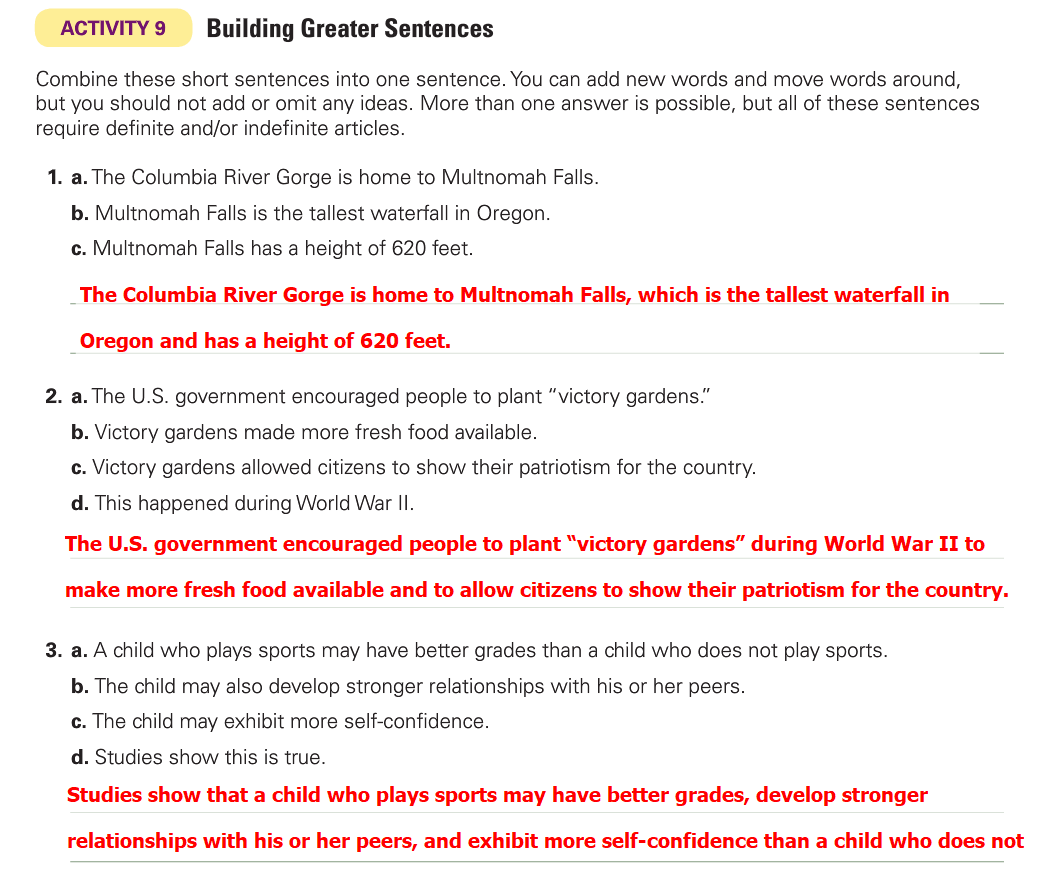 ACTIVITY 9 Building Greater Sentences
Combine these short sentences into one sentence. You can add new words and move words around,
but you should not add or omit any ideas. More than one answer is possible, but all of these sentences
require definite and/or indefinite articles.
1. a. The Columbia River Gorge is home to Multnomah Falls.
b. Multnomah Falls is the tallest waterfall in Oregon.
c. Multnomah Falls has a height of 620 feet.
The Columbia River Gorge is home to Multnomah Falls, which is the tallest waterfall in
Oregon and has a height of 620 feet.
2. a. The U.S. government encouraged people to plant “victory gardens.”
b. Victory gardens made more fresh food available.
c. Victory gardens allowed citizens to show their patriotism for the country.
d. This happened during World War II.
The U.S. government encouraged people to plant “victory gardens” during World War II to
make more fresh food available and to allow citizens to show their patriotism for the country.
3. a. A child who plays sports may have better grades than a child who does not play sports.
b. The child may also develop stronger relationships with his or her peers.
c. The child may exhibit more self-confidence.
d. Studies show this is true.
Studies show that a child who plays sports may have better grades, develop stronger
relationships with his or her peers, and exhibit more self-confidence than a child who does not